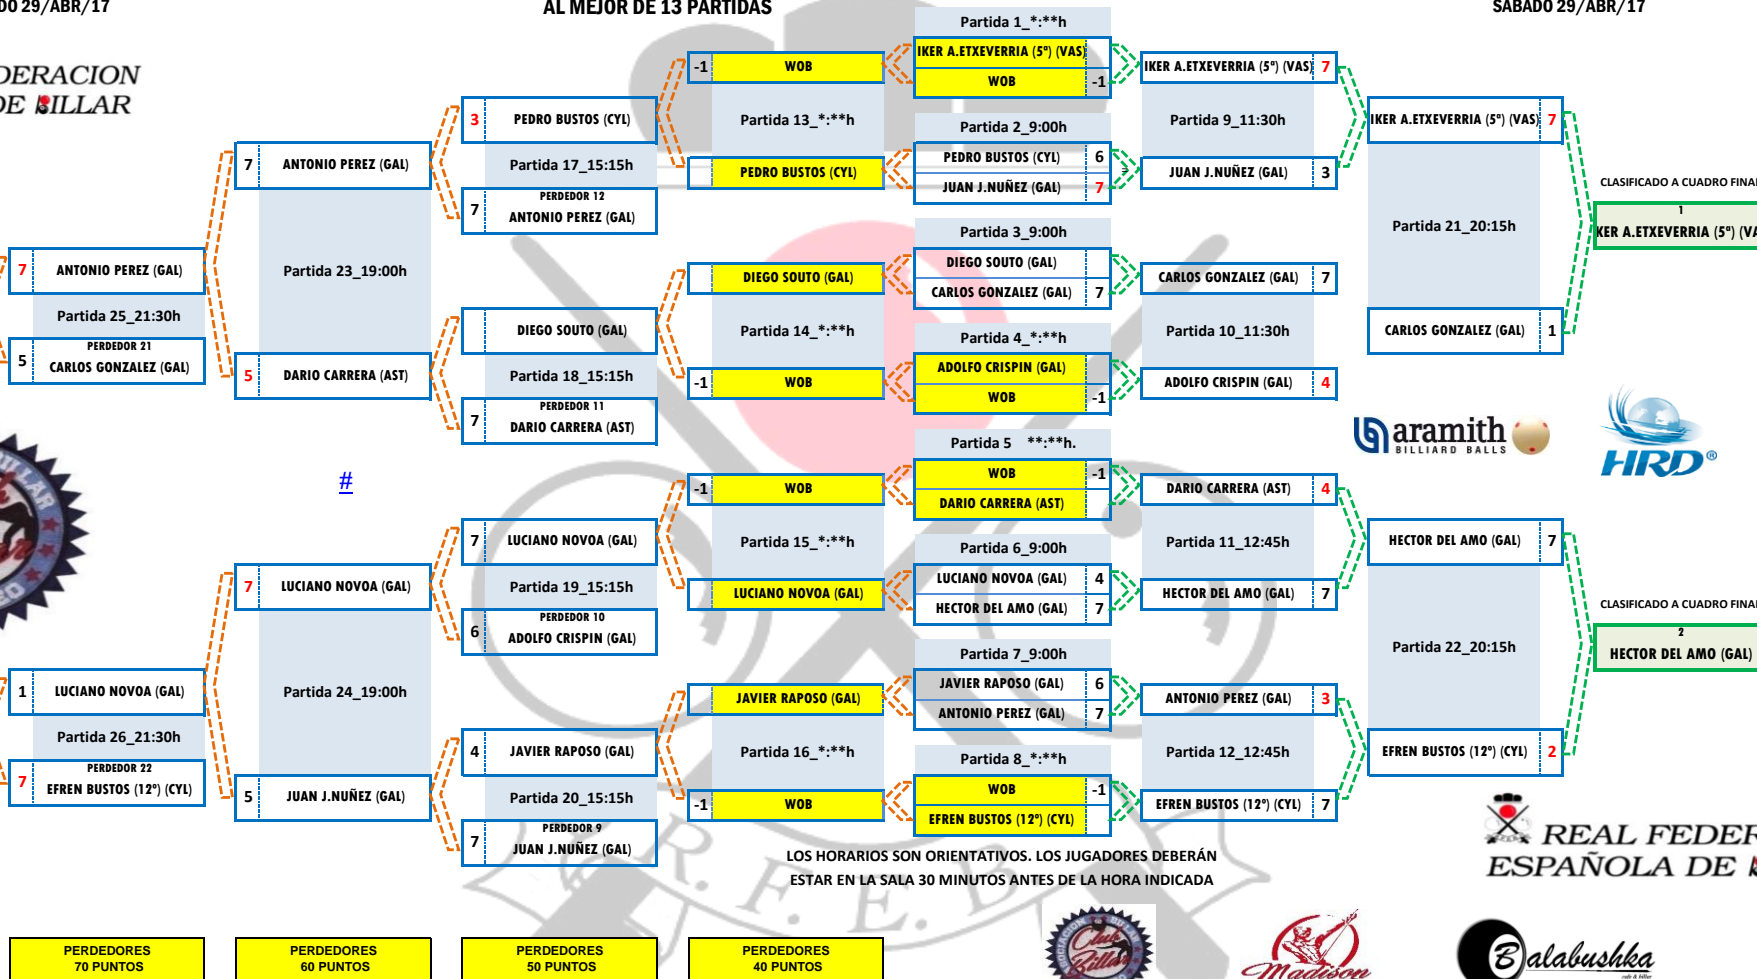 DO 29/ABR/17
AL MEJOR DE 13 PARTIDAS
SABADO 29/ABR/17
DERACION
DE BILLAR
7 ANTONIO PEREZ (GAL)
Partida 25_21:30h
PERDEDOR 21
5 CARLOS GONZALEZ (GAL)
1 LUCIANO NOVOA (GAL)
Partida 26_21:30h
PERDEDOR 22
7 EFREN BUSTOS (12º) (CYL)
7 ANTONIO PEREZ (GAL)
Partida 23_19:00h
5 DARIO CARRERA (AST)
#
7 LUCIANO NOVOA (GAL)
Partida 24_19:00h
5 JUAN J.NUÑEZ (GAL)
3 PEDRO BUSTOS (CYL)
Partida 17_15:15h
PERDEDOR 12
7 ANTONIO PEREZ (GAL)
DIEGO SOUTO (GAL)
Partida 18_15:15h
PERDEDOR 11
7 DARIO CARRERA (AST)
7 LUCIANO NOVOA (GAL)
Partida 19_15:15h
PERDEDOR 10
6 ADOLFO CRISPIN (GAL)
4 JAVIER RAPOSO (GAL)
Partida 20_15:15h
PERDEDOR 9
7 JUAN J.NUÑEZ (GAL)
-1 WOB
Partida 13_*:**h
PEDRO BUSTOS (CYL)
DIEGO SOUTO (GAL)
Partida 14_*:**h
-1 WOB
-1 WOB
Partida 15_*:**h
LUCIANO NOVOA (GAL)
JAVIER RAPOSO (GAL)
Partida 16_*:**h
-1 WOB
Partida 1_*:**h
IKER A.ETXEVERRIA (5º) (VAS)
WOB -1
Partida 2_9:00h
PEDRO BUSTOS (CYL) 6
JUAN J.NUÑEZ (GAL) 7
Partida 3_9:00h
DIEGO SOUTO (GAL)
CARLOS GONZALEZ (GAL) 7
Partida 4_*:**h
ADOLFO CRISPIN (GAL)
WOB -1
Partida 5 **:**h.
WOB -1
DARIO CARRERA (AST)
Partida 6_9:00h
LUCIANO NOVOA (GAL) 4
HECTOR DEL AMO (GAL) 7
Partida 7_9:00h
JAVIER RAPOSO (GAL) 6
ANTONIO PEREZ (GAL) 7
Partida 8_*:**h
WOB -1
EFREN BUSTOS (12º) (CYL)
IKER A.ETXEVERRIA (5º) (VAS) 7
Partida 9_11:30h
JUAN J.NUÑEZ (GAL) 3
CARLOS GONZALEZ (GAL) 7
Partida 10_11:30h
ADOLFO CRISPIN (GAL) 4
DARIO CARRERA (AST) 4
Partida 11_12:45h
HECTOR DEL AMO (GAL) 7
ANTONIO PEREZ (GAL) 3
Partida 12_12:45h
EFREN BUSTOS (12º) (CYL) 7
IKER A.ETXEVERRIA (5º) (VAS) 7
Partida 21_20:15h
CARLOS GONZALEZ (GAL) 1
HECTOR DEL AMO (GAL) 7
Partida 22_20:15h
EFREN BUSTOS (12º) (CYL) 2
CLASIFICADO A CUADRO FINAL
1
KER A.ETXEVERRIA (5º) (VA
CLASIFICADO A CUADRO FINAL
2
HECTOR DEL AMO (GAL)
aramith
BILLIARD BALLS
HRD®
LOS HORARIOS SON ORIENTATIVOS. LOS JUGADORES DEBERÁN
ESTAR EN LA SALA 30 MINUTOS ANTES DE LA HORA INDICADA
R.F.E.B.
REAL FEDER
ESPAÑOLA DE
PERDEDORES
70 PUNTOS
PERDEDORES
60 PUNTOS
PERDEDORES
50 PUNTOS
PERDEDORES
40 PUNTOS
Club
Billar
Madison
Balabushka